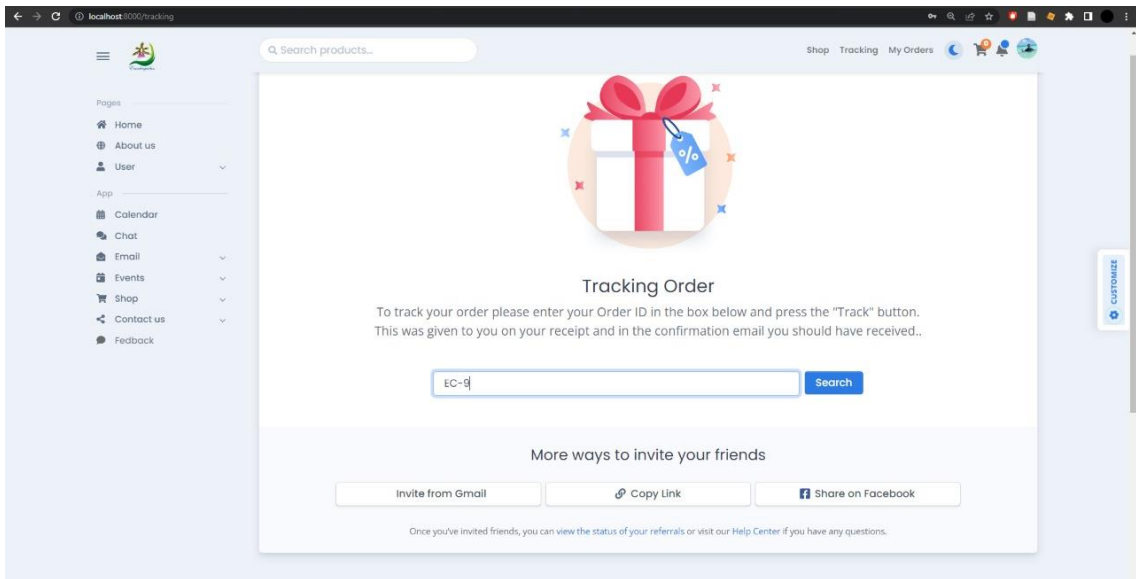 localhost:8000/tracking
Search products...
Shop Tracking My Orders
0
Pages
Home
About us
User
App
Calendar
Chat
Email
Events
Shop
Contact us
Fedback
%
Tracking Order
To track your order please enter your Order ID in the box below and press the "Track" button.
This was given to you on your receipt and in the confirmation email you should have received..
EC-9
Search
More ways to invite your friends
Invite from Gmail
Copy Link
Share on Facebook
Once you've invited friends, you can view the status of your referrals or visit our Help Center if you have any questions.
CUSTOMIZE